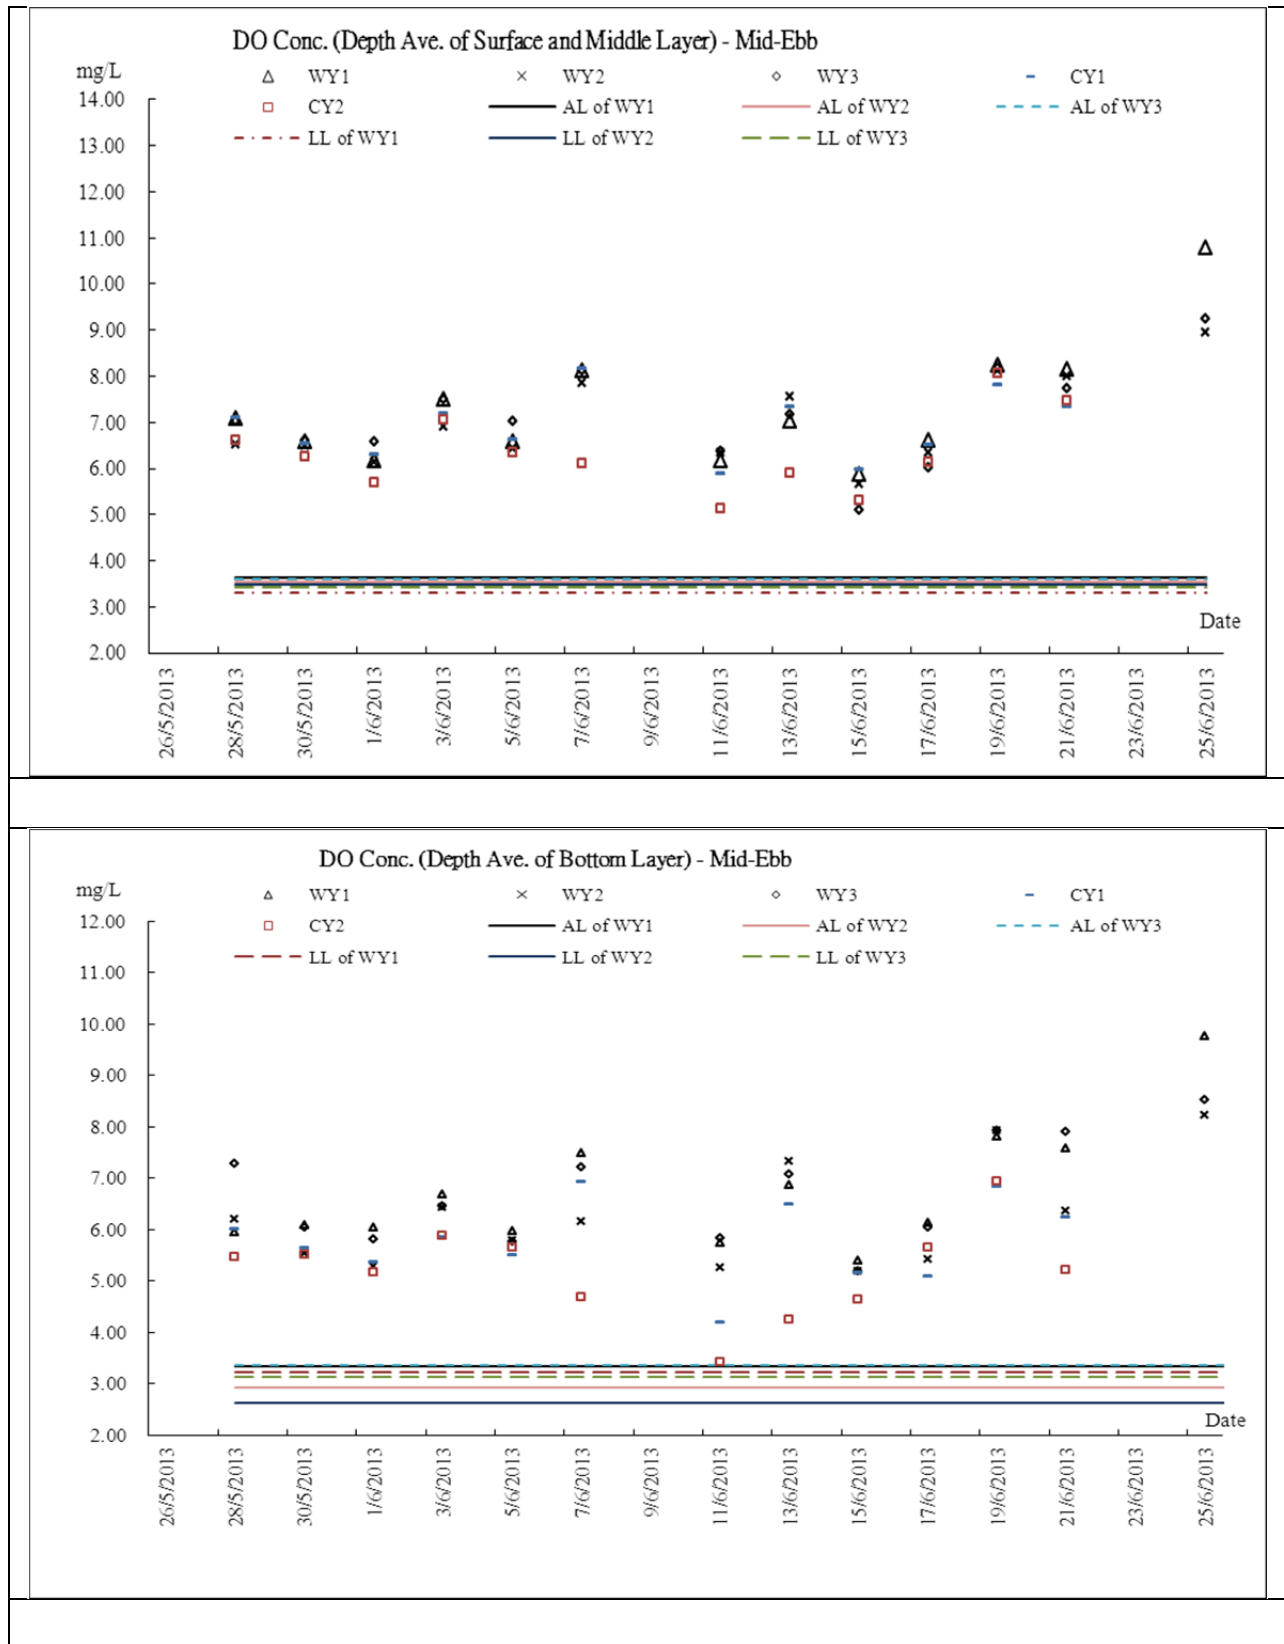 DO Conc. (Depth Ave. of Surface and Middle Layer) - Mid-Ebb
mg/L
WY1 WY2 WY3 CY1
CY2 AL of WY1 AL of WY2 AL of WY3
LL of WY1 LL of WY2 LL of WY3
14.00
13.00
12.00
11.00
10.00
9.00
8.00
7.00
6.00
5.00
4.00
3.00
2.00
Date
26/5/2013 28/5/2013 30/5/2013 1/6/2013 3/6/2013 5/6/2013 7/6/2013 9/6/2013 11/6/2013 13/6/2013 15/6/2013 17/6/2013 19/6/2013 21/6/2013 23/6/2013 25/6/2013
DO Conc. (Depth Ave. of Bottom Layer) - Mid-Ebb
mg/L
WY1 WY2 WY3 CY1
CY2 AL of WY1 AL of WY2 AL of WY3
LL of WY1 LL of WY2 LL of WY3
12.00
11.00
10.00
9.00
8.00
7.00
6.00
5.00
4.00
3.00
2.00
Date
26/5/2013 28/5/2013 30/5/2013 1/6/2013 3/6/2013 5/6/2013 7/6/2013 9/6/2013 11/6/2013 13/6/2013 15/6/2013 17/6/2013 19/6/2013 21/6/2013 23/6/2013 25/6/2013